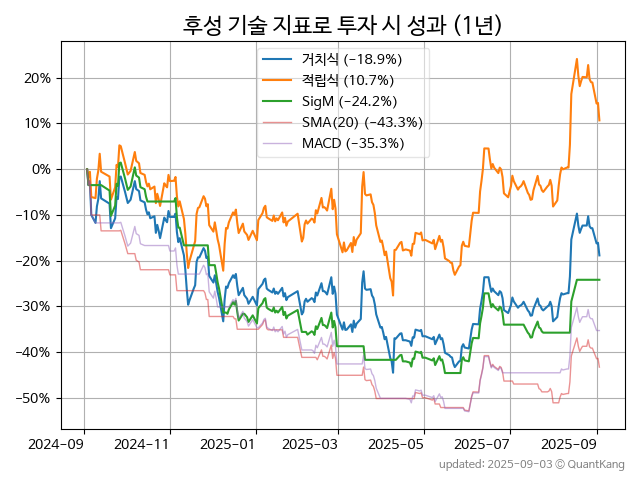 후성 기술 지표로 투자 시 성과 (1년)
거치식 (−18.9%)
적립식 (10.7%)
SigM (−24.2%)
SMA(20) (−43.3%)
MACD (−35.3%)
20%
10%
0%
−10%
−20%
−30%
−40%
−50%
2024-09 2024-11 2025-01 2025-03 2025-05 2025-07 2025-09
updated: 2025-09-03 © QuantKang